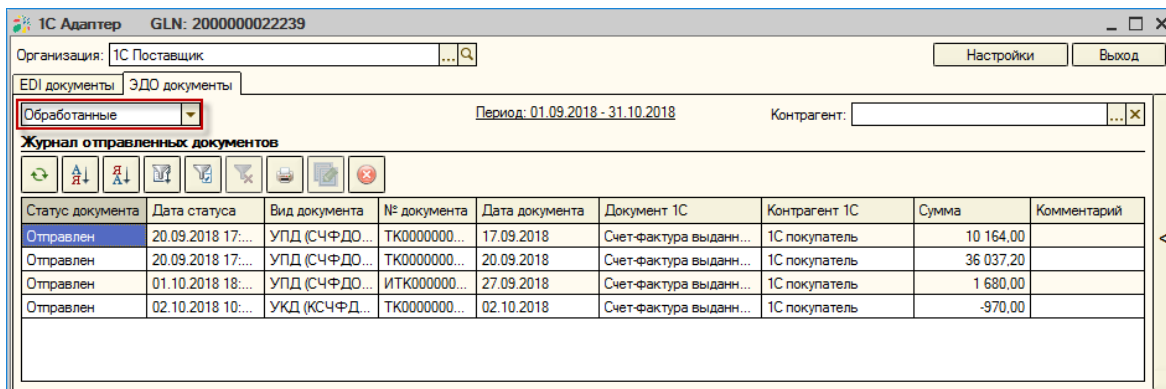 1С Адаптер GLN: 2000000022239
Организация: 1С Поставщик ... Настройки Выход
EDI документы ЭДО документы
Обработанные Период: 01.09.2018 - 31.10.2018 Контрагент: ...
Журнал отправленных документов
Статус документа Дата статуса Вид документа № документа Дата документа Документ 1С Контрагент 1С Сумма Комментарий
Отправлен 20.09.2018 17:... УПД (СЧФДО... ТК0000000... 17.09.2018 Счет-фактура выданн... 1С покупатель 10 164,00
Отправлен 20.09.2018 17:... УПД (СЧФДО... ТК0000000... 20.09.2018 Счет-фактура выданн... 1С покупатель 36 037,20
Отправлен 01.10.2018 18:... УПД (СЧФДО... ИТК000000... 27.09.2018 Счет-фактура выданн... 1С покупатель 1 680,00
Отправлен 02.10.2018 10:... УКД (КСЧФД... ТК0000000... 02.10.2018 Счет-фактура выданн... 1С покупатель -970,00